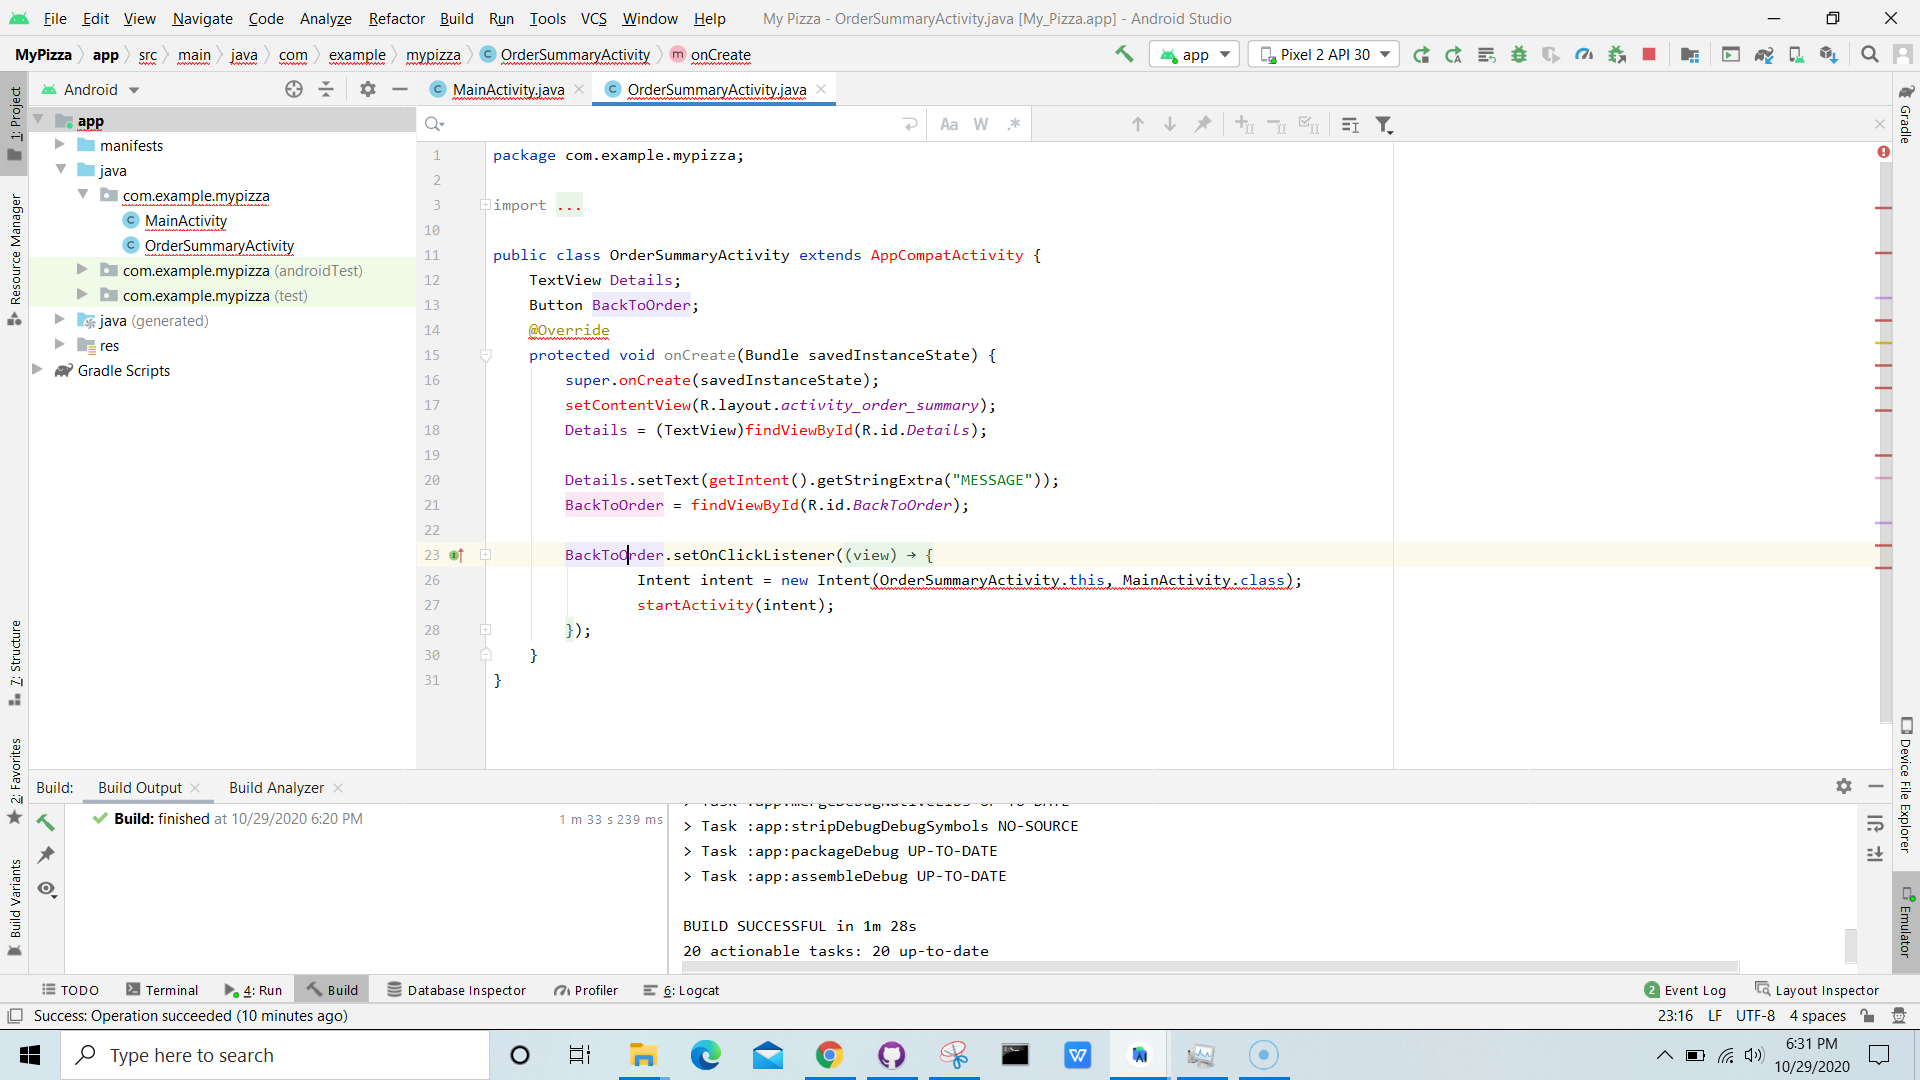 File Edit View Navigate Code Analyze Refactor Build Run Tools VCS Window Help My Pizza - OrderSummaryActivity.java [My_Pizza.app] - Android Studio
MyPizza app src main java com example mypizza OrderSummaryActivity onCreate app Pixel 2 API 30
Android
MainActivity.java OrderSummaryActivity.java
Aa W .*
1: Project
Resource Manager
7: Structure
2: Favorites
Build Variants
app
manifests
java
com.example.mypizza
MainActivity
OrderSummaryActivity
com.example.mypizza (androidTest)
com.example.mypizza (test)
java (generated)
res
Gradle Scripts
1 package com.example.mypizza;
2
3 import ...
10
11 public class OrderSummaryActivity extends AppCompatActivity {
12 TextView Details;
13 Button BackToOrder;
14 @Override
15 protected void onCreate(Bundle savedInstanceState) {
16 super.onCreate(savedInstanceState);
17 setContentView(R.layout.activity_order_summary);
18 Details = (TextView)findViewById(R.id.Details);
19
20 Details.setText(getIntent().getStringExtra("MESSAGE"));
21 BackToOrder = findViewById(R.id.BackToOrder);
22
23 BackToOrder.setOnClickListener((view) → {
26 Intent intent = new Intent(OrderSummaryActivity.this, MainActivity.class);
27 startActivity(intent);
28 });
30 }
31 }
Gradle
Device File Explorer
Emulator
Build: Build Output Build Analyzer
Build: finished at 10/29/2020 6:20 PM 1 m 33 s 239 ms
> Task :app:mergeDebugNativeLibs UP-TO-DATE
> Task :app:stripDebugDebugSymbols NO-SOURCE
> Task :app:packageDebug UP-TO-DATE
> Task :app:assembleDebug UP-TO-DATE
BUILD SUCCESSFUL in 1m 28s
20 actionable tasks: 20 up-to-date
TODO Terminal 4: Run Build Database Inspector Profiler 6: Logcat 2 Event Log Layout Inspector
Success: Operation succeeded (10 minutes ago) 23:16 LF UTF-8 4 spaces
Type here to search
6:31 PM
10/29/2020